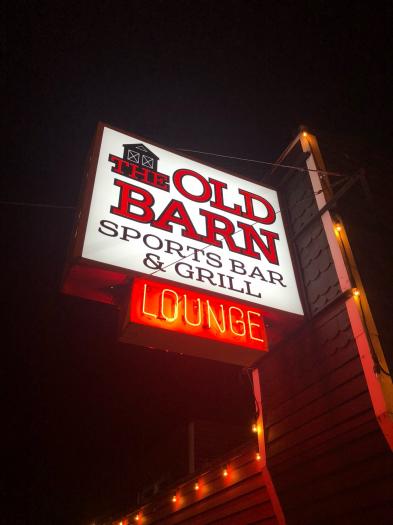 THE OLD
BARN
SPORTS BAR
& GRILL
LOUNGE